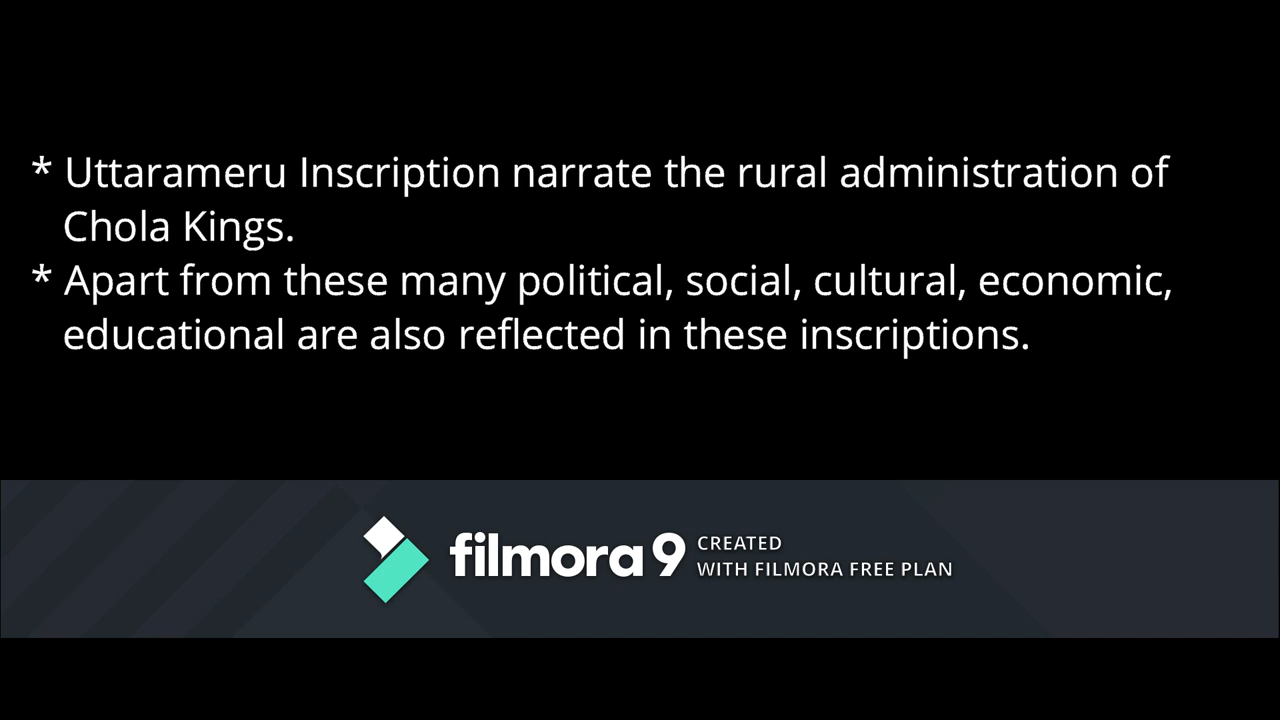 * Uttarameru Inscription narrate the rural administration of
Chola Kings.
* Apart from these many political, social, cultural, economic,
educational are also reflected in these inscriptions.
filmora 9 CREATED
WITH FILMORA FREE PLAN